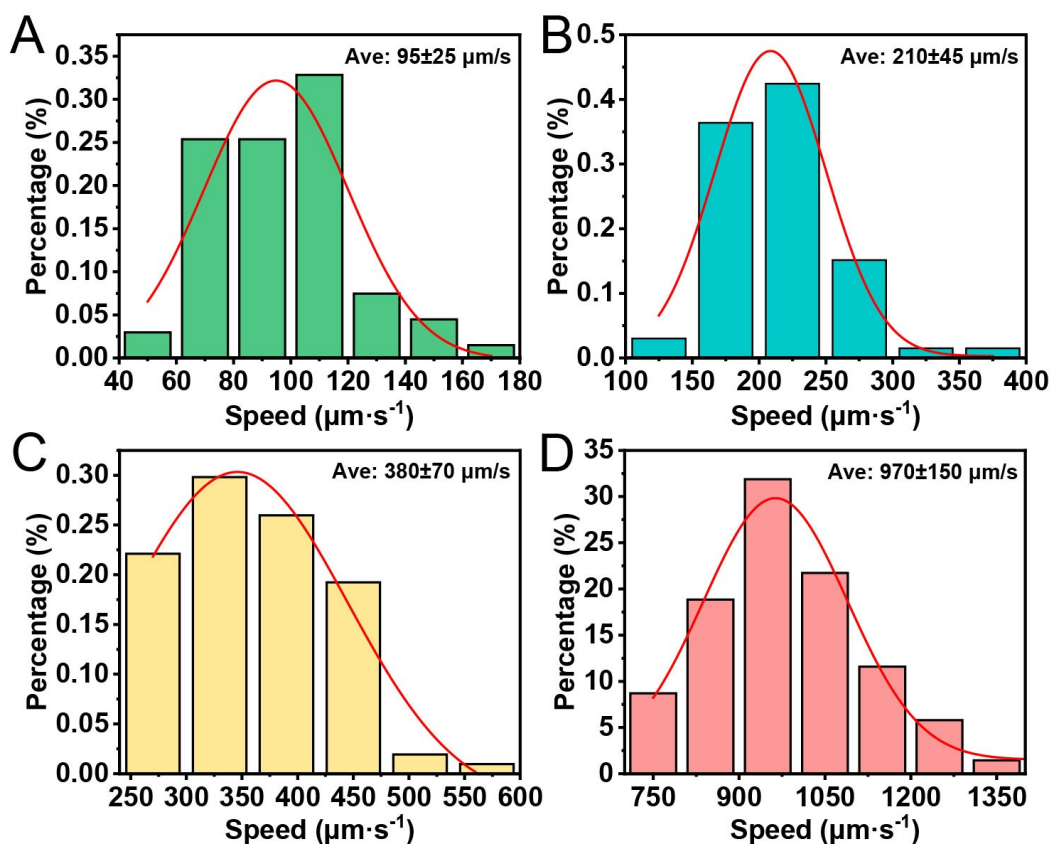 A
Ave: 95±25 µm/s
Percentage (%)
0.35
0.30
0.25
0.20
0.15
0.10
0.05
0.00
40 60 80 100 120 140 160 180
Speed (µm·s⁻¹)
B
Ave: 210±45 µm/s
Percentage (%)
0.5
0.4
0.3
0.2
0.1
0.0
100 150 200 250 300 350 400
Speed (µm·s⁻¹)
C
Ave: 380±70 µm/s
Percentage (%)
0.30
0.25
0.20
0.15
0.10
0.05
0.00
250 300 350 400 450 500 550 600
Speed (µm·s⁻¹)
D
Ave: 970±150 µm/s
Percentage (%)
35
30
25
20
15
10
5
0
750 900 1050 1200 1350
Speed (µm·s⁻¹)